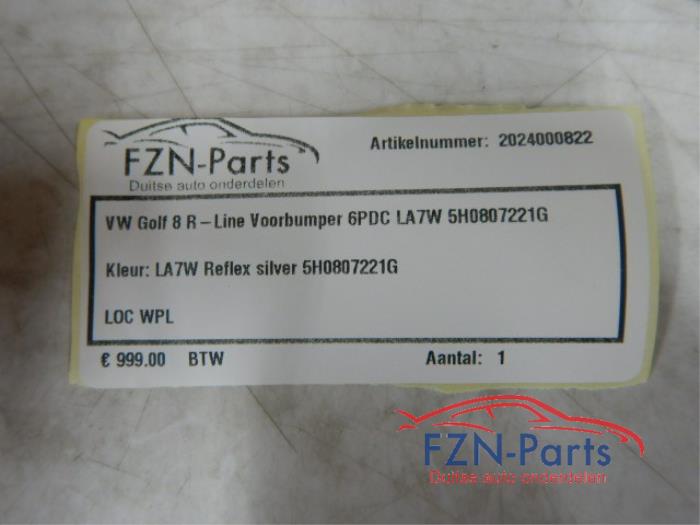 FZN-Parts
Duitse auto onderdelen
Artikelnummer: 2024000822
VW Golf 8 R-Line Voorbumper 6PDC LA7W 5H0807221G
Kleur: LA7W Reflex silver 5H0807221G
LOC WPL
€ 999.00 BTW
Aantal: 1
FZN-Parts
Duitse auto onderdelen